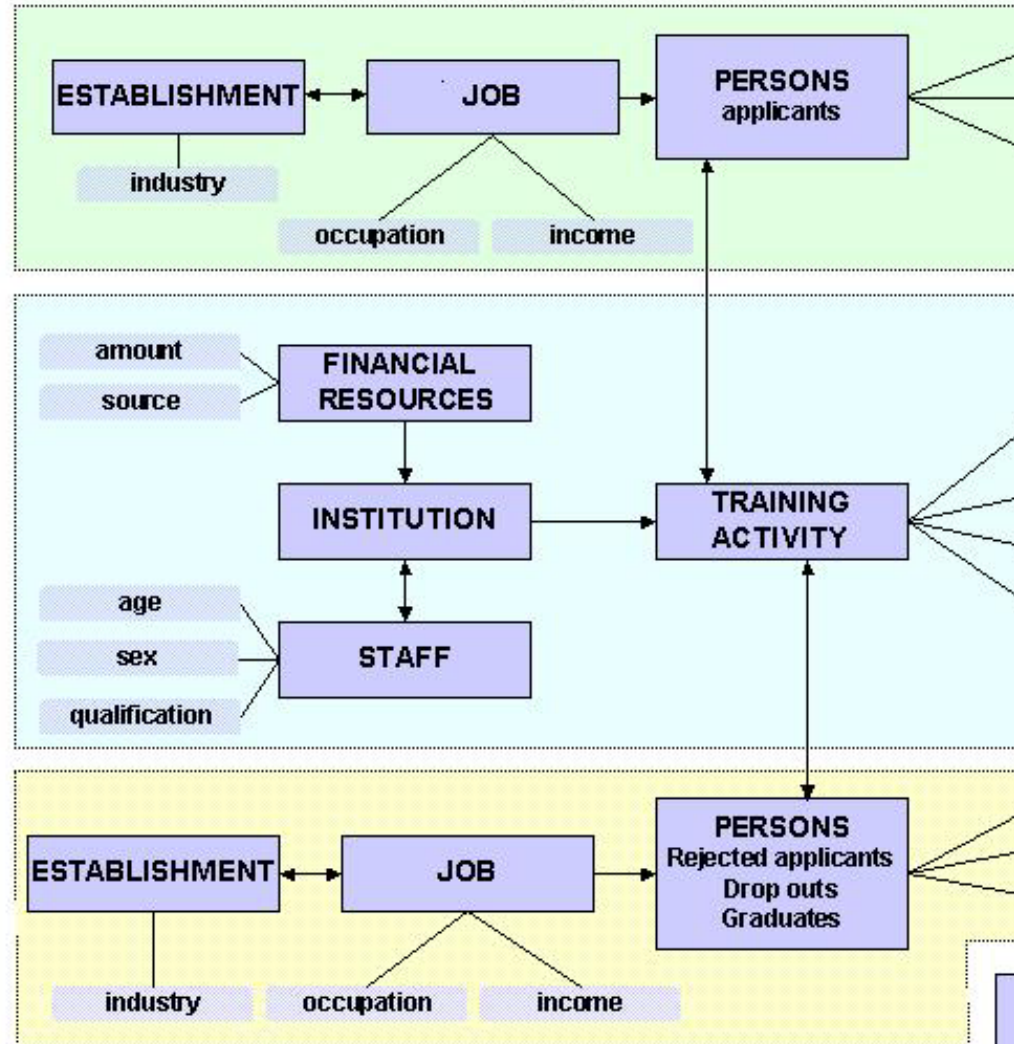 ESTABLISHMENT
JOB
PERSONS
applicants
industry
occupation
income
amount
source
FINANCIAL
RESOURCES
INSTITUTION
TRAINING
ACTIVITY
age
sex
qualification
STAFF
ESTABLISHMENT
JOB
PERSONS
Rejected applicants
Drop outs
Graduates
industry
occupation
income